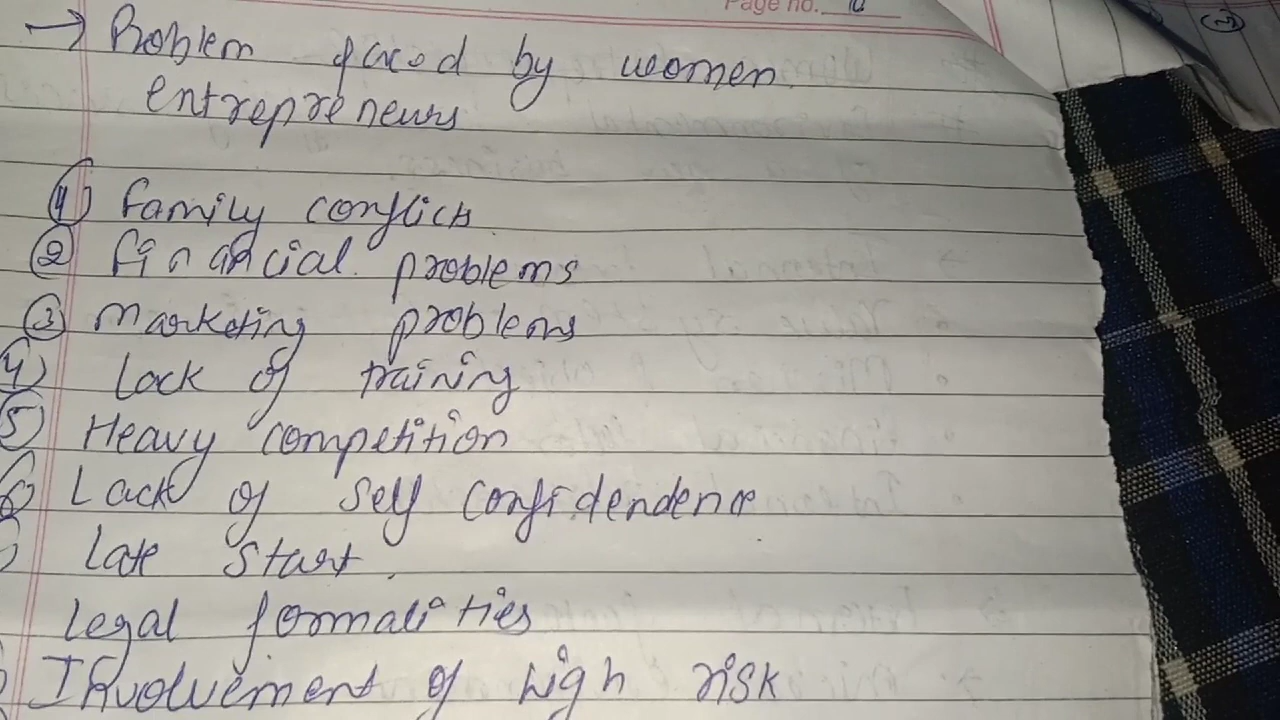 Page no.
→ Problem faced by women
entrepreneurs
① Family conflicts
② Financial problems
③ Marketing problems
④ Lack of training
⑤ Heavy competition
⑥ Lack of self confidendence
Late start.
Legal formalities
Involvement of high risk